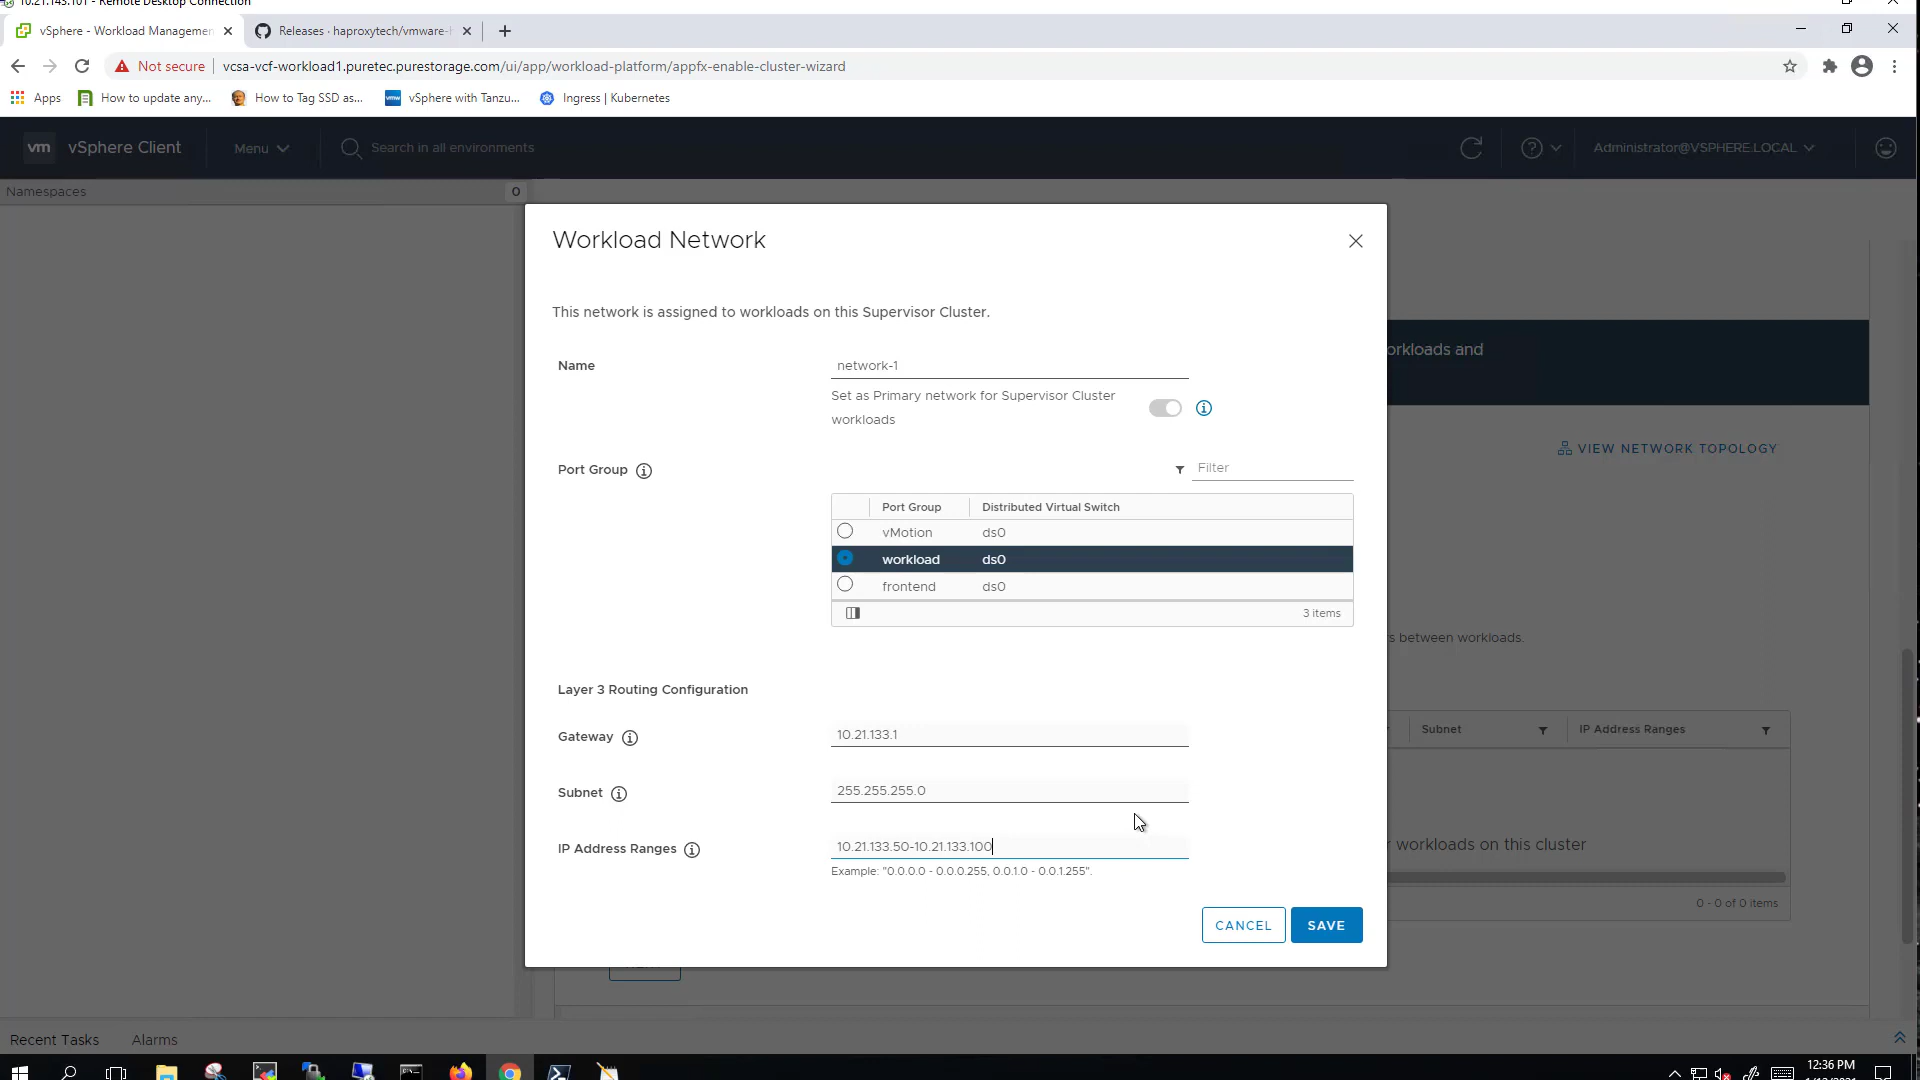 10.21.143.101 - Remote Desktop Connection
vSphere - Workload Managemen
Releases · haproxytech/vmware-h
Not secure
vcsa-vcf-workload1.puretec.purestorage.com/ui/app/workload-platform/appfx-enable-cluster-wizard
Apps
How to update any...
How to Tag SSD as...
vmw
vSphere with Tanzu...
Ingress | Kubernetes
vm
vSphere Client
Menu
Search in all environments
Administrator@VSPHERE.LOCAL
Namespaces
0
Workload Network
This network is assigned to workloads on this Supervisor Cluster.
orkloads and
Name
network-1
Set as Primary network for Supervisor Cluster
workloads
VIEW NETWORK TOPOLOGY
Port Group
Filter
Port Group
Distributed Virtual Switch
vMotion
ds0
workload
ds0
frontend
ds0
3 items
s between workloads.
Layer 3 Routing Configuration
Gateway
10.21.133.1
Subnet
IP Address Ranges
Subnet
255.255.255.0
IP Address Ranges
10.21.133.50-10.21.133.100
Example: "0.0.0.0 - 0.0.0.255, 0.0.1.0 - 0.0.1.255".
r workloads on this cluster
0 - 0 of 0 items
CANCEL
SAVE
Recent Tasks
Alarms
12:36 PM